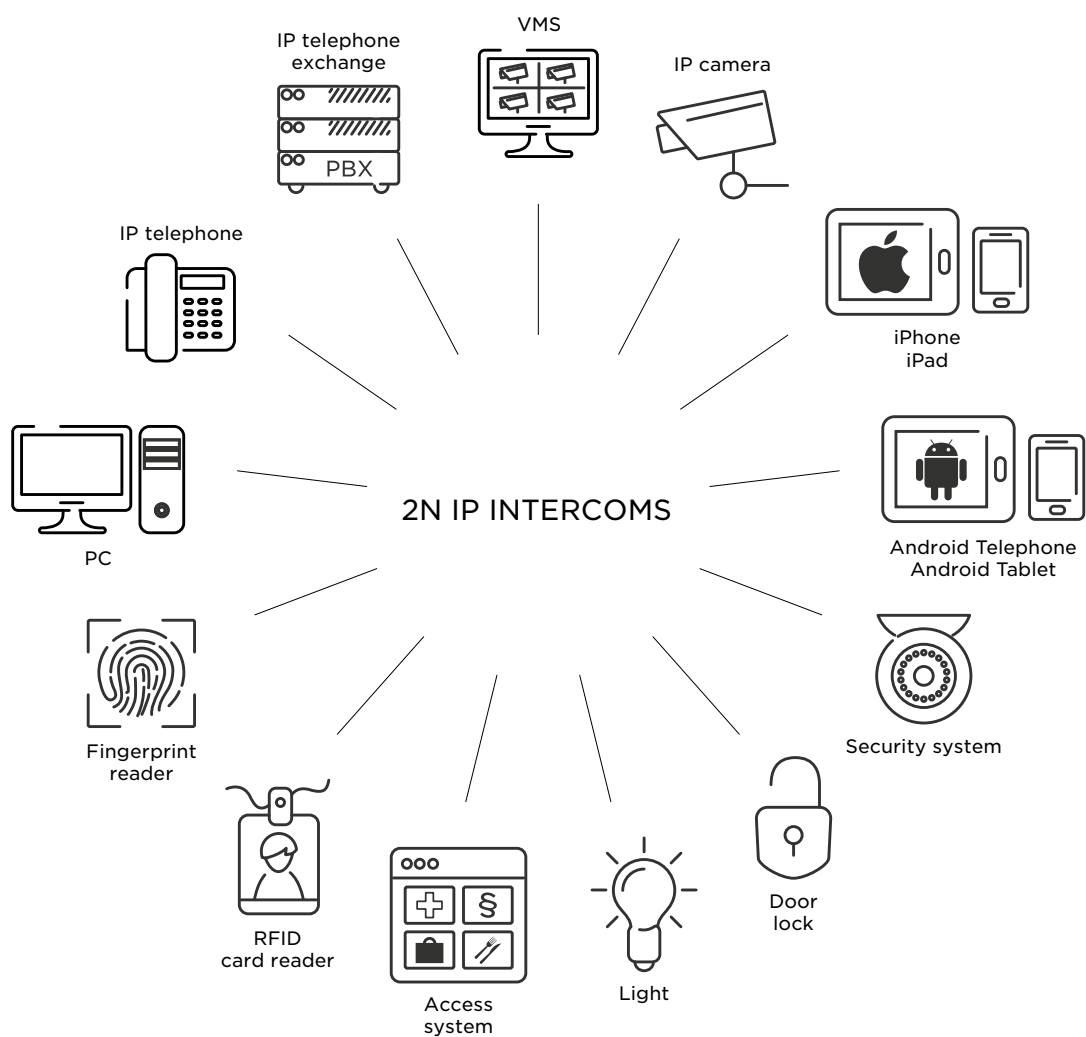 VMS
IP telephone
exchange
PBX
IP camera
IP telephone
iPhone
iPad
2N IP INTERCOMS
PC
Android Telephone
Android Tablet
Security system
Fingerprint
reader
Door
lock
RFID
card reader
§
Light
Access
system